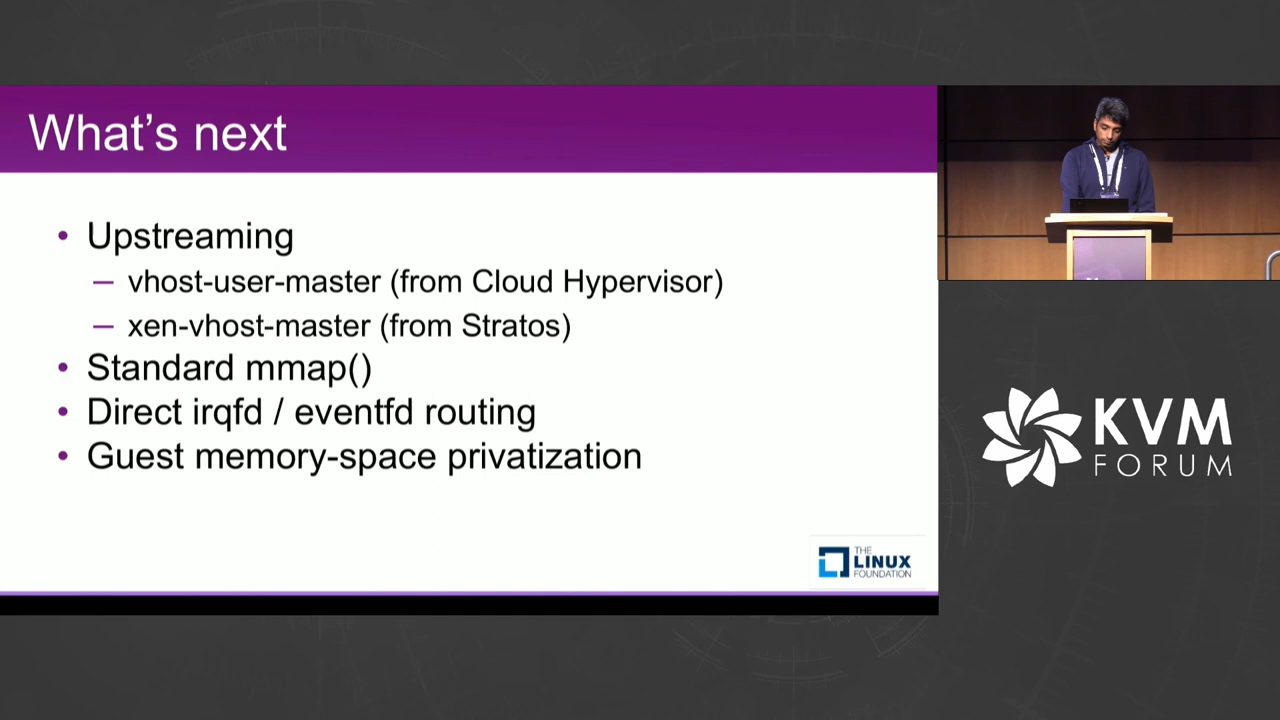 What's next
• Upstreaming
– vhost-user-master (from Cloud Hypervisor)
– xen-vhost-master (from Stratos)
• Standard mmap()
• Direct irqfd / eventfd routing
• Guest memory-space privatization
THE
LINUX
FOUNDATION
KVM
FORUM